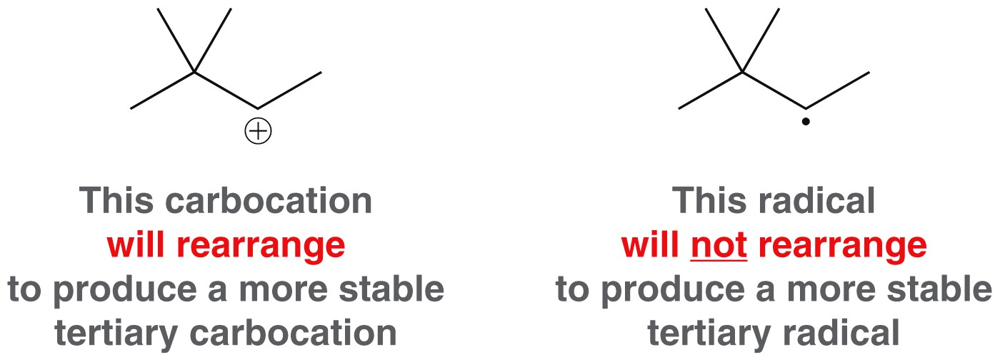 This carbocation
will rearrange
to produce a more stable
tertiary carbocation
This radical
will not rearrange
to produce a more stable
tertiary radical